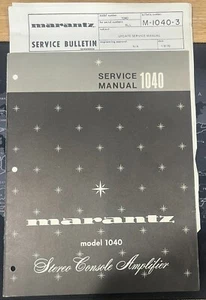 marantz
SERVICE BULLETIN
M-1040-3
SERVICE
MANUAL 1040
marantz
model 1040
Stereo Console Amplifier